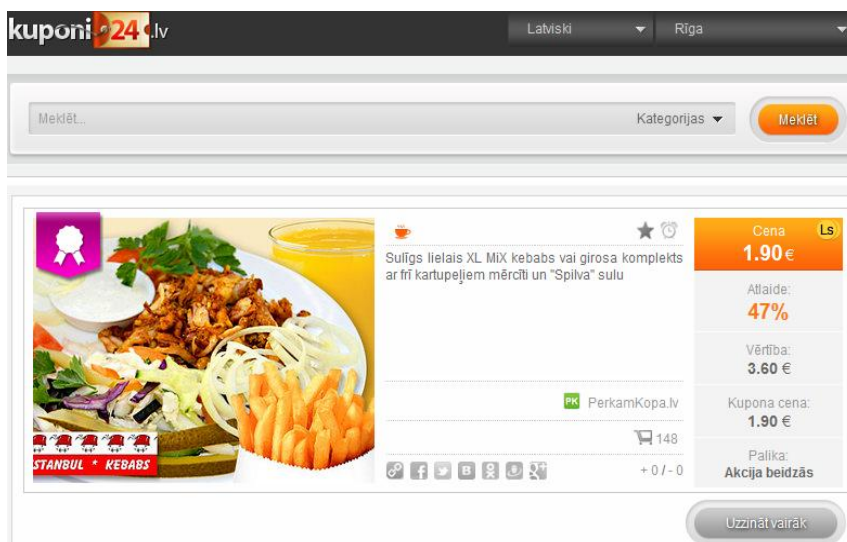 kuponi 24 .lv
Latviski
Rīga
Meklēt...
Kategorijas
Meklēt
Sulīgs lielais XL MiX kebabs vai girosa komplekts
ar frī kartupeļiem mērcīti un "Spilva" sulu
PK PerkamKopa.lv
148
+ 0 / - 0
STANBUL * KEBABS
Cena
Ls
1.90 €
Atlaide:
47%
Vērtība:
3.60 €
Kupona cena:
1.90 €
Palika:
Akcija beidzās
Uzzināt vairāk